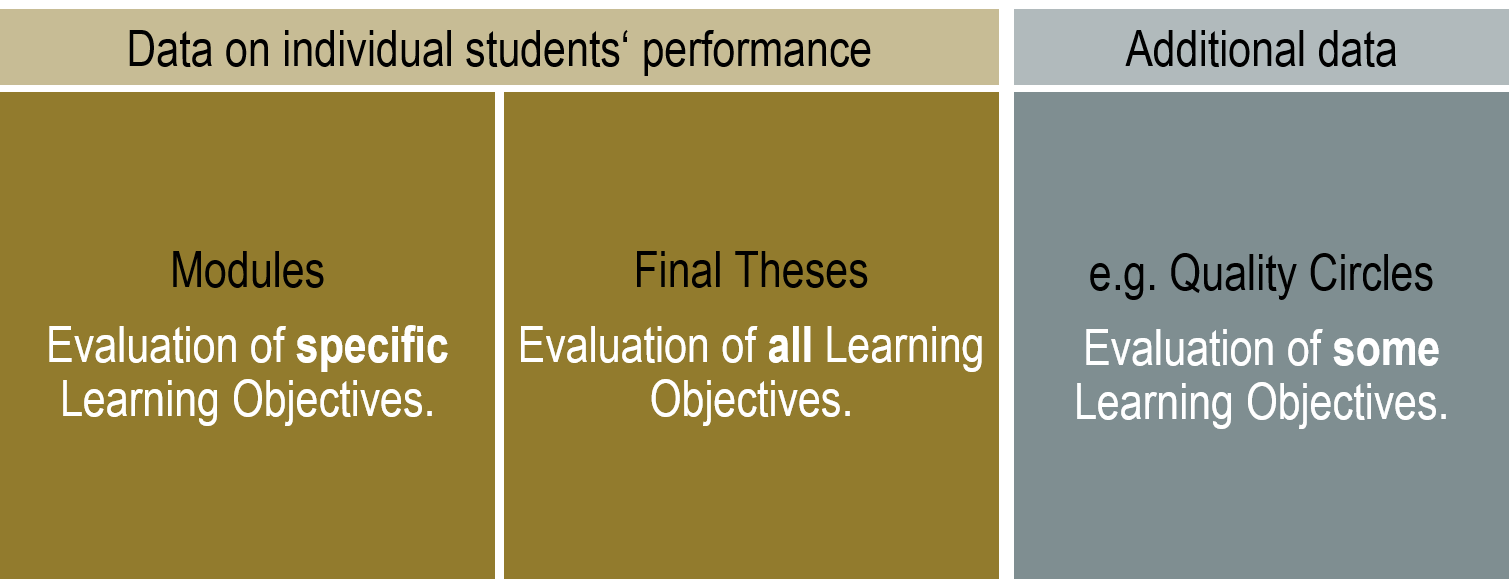 Data on individual students‘ performance
Additional data
Modules
Evaluation of specific
Learning Objectives.
Final Theses
Evaluation of all Learning
Objectives.
e.g. Quality Circles
Evaluation of some
Learning Objectives.